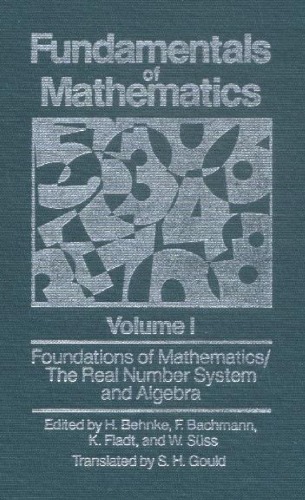 Fundamentals
of
Mathematics
Volume I
Foundations of Mathematics/
The Real Number System
and Algebra
Edited by H. Behnke, F. Bachmann,
K. Fladt, and W. Süss
Translated by S. H. Gould